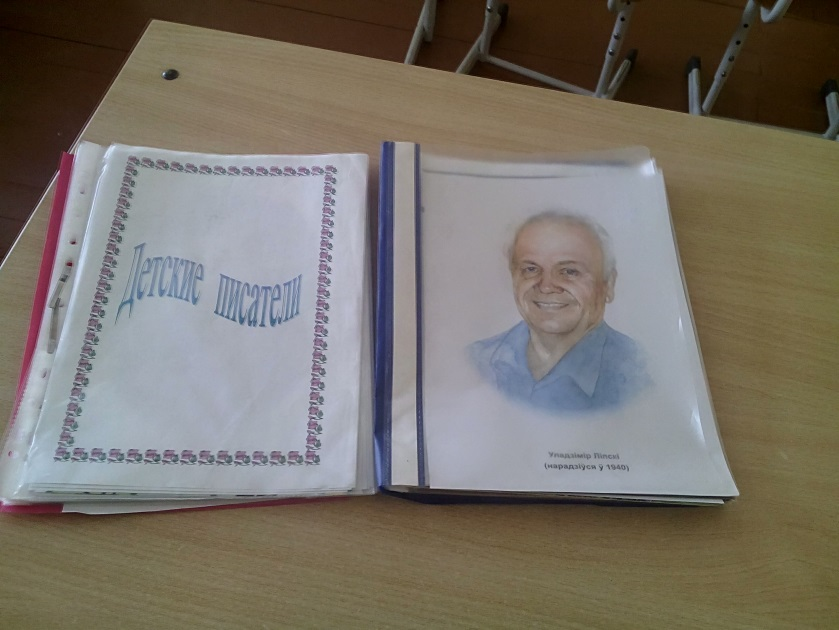 Детские писатели
Уладзімір Ліпскі
(нарадзіўся ў 1940)